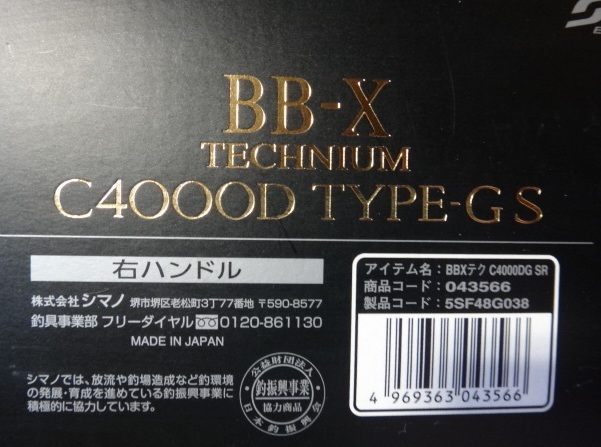 BB-X
TECHNIUM
C4000D TYPE-G S
右ハンドル
株式会社シマノ 堺市堺区老松町3丁77番地 〒590-8577
釣具事業部 フリーダイヤル 0120-861130
MADE IN JAPAN
シマノでは、放流や釣場造成など釣環境
の発展・育成を進めている釣振興事業に
積極的に協力しています。
公益財団法人
釣振興事業
協力商品
日本釣振興会
アイテム名：BBXテク C4000DG SR
商品コード：043566
製品コード：5SF48G038
4 969363 043566